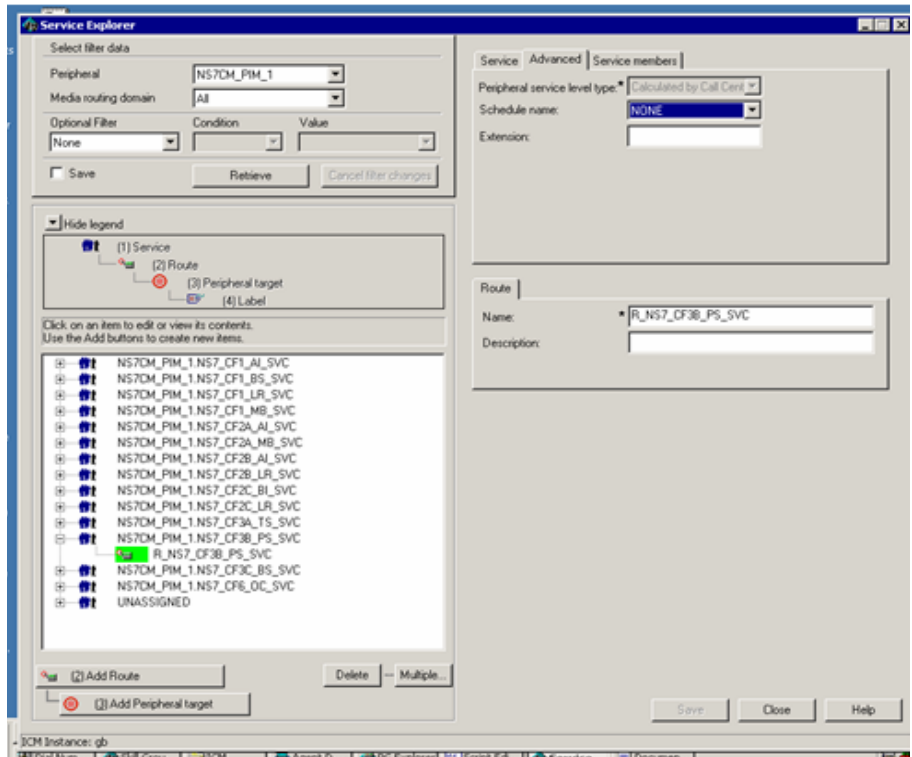 Service Explorer
Select filter data
Peripheral
NS7CM_PIM_1
Media routing domain
All
Optional Filter
Condition
Value
None
Save
Retrieve
Cancel filter changes
Hide legend
(1) Service
(2) Route
(3) Peripheral target
(4) Label
Click on an item to edit or view its contents.
Use the Add buttons to create new items.
NS7CM_PIM_1.NS7_CF1_AI_SVC
NS7CM_PIM_1.NS7_CF1_BS_SVC
NS7CM_PIM_1.NS7_CF1_LR_SVC
NS7CM_PIM_1.NS7_CF1_MB_SVC
NS7CM_PIM_1.NS7_CF2A_AI_SVC
NS7CM_PIM_1.NS7_CF2A_MB_SVC
NS7CM_PIM_1.NS7_CF2B_AI_SVC
NS7CM_PIM_1.NS7_CF2B_LR_SVC
NS7CM_PIM_1.NS7_CF2C_BI_SVC
NS7CM_PIM_1.NS7_CF2C_LR_SVC
NS7CM_PIM_1.NS7_CF3A_TS_SVC
NS7CM_PIM_1.NS7_CF3B_PS_SVC
R_NS7_CF3B_PS_SVC
NS7CM_PIM_1.NS7_CF3C_BS_SVC
NS7CM_PIM_1.NS7_CF6_OC_SVC
UNASSIGNED
(2) Add Route
Delete
Multiple...
(3) Add Peripheral target
Service
Advanced
Service members
Peripheral service level type:*
Calculated by Call Cent
Schedule name:
NONE
Extension:
Route
Name:
* R_NS7_CF3B_PS_SVC
Description:
Save
Close
Help
ICM Instance: gb